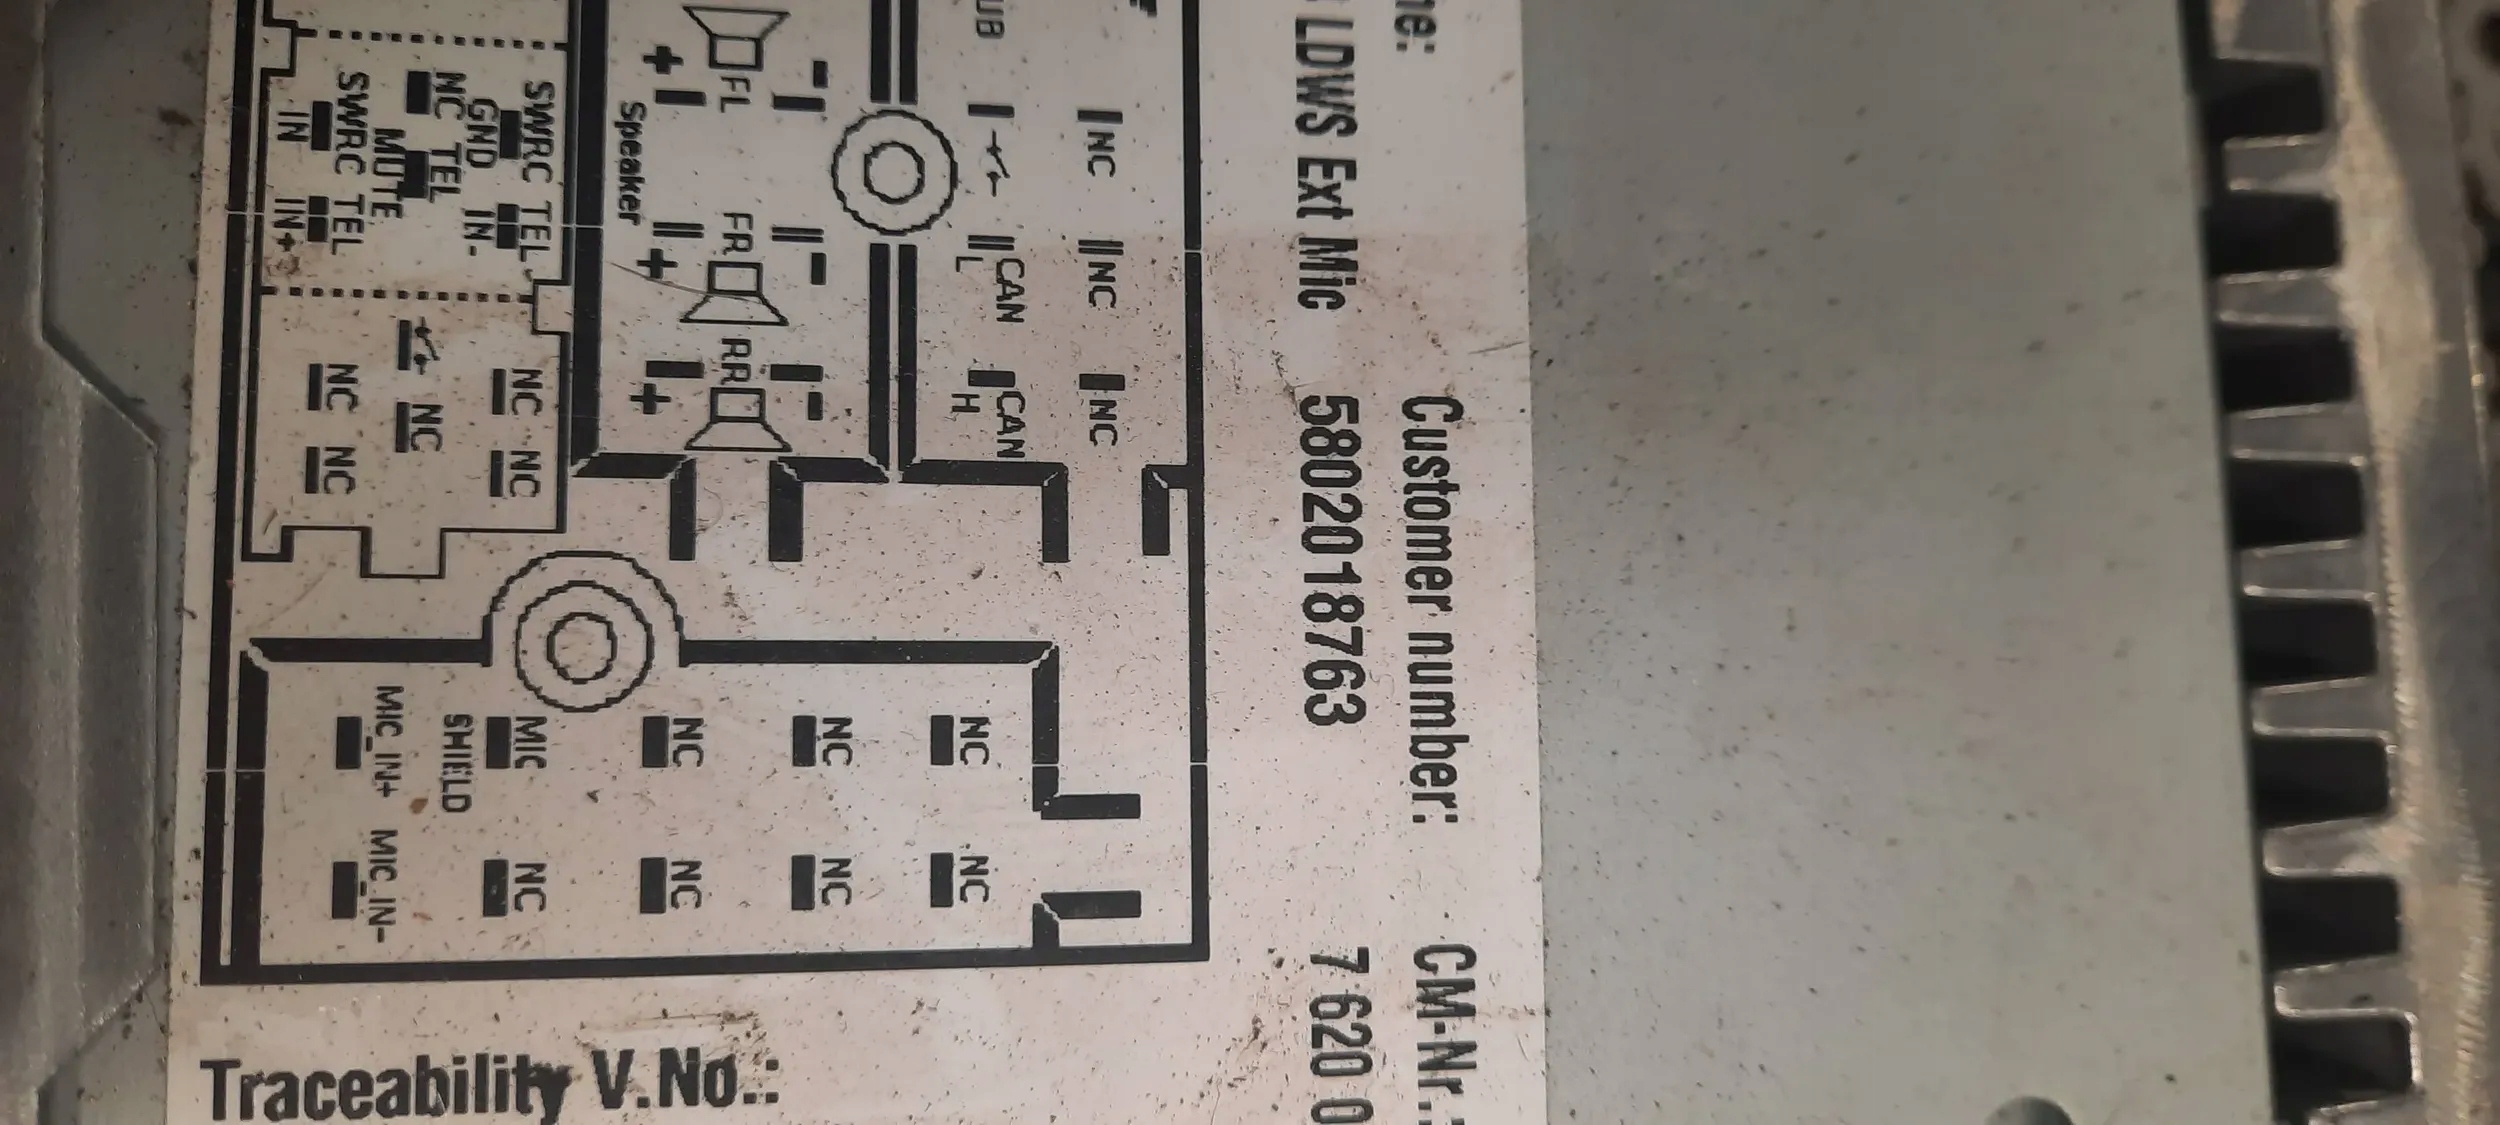 Customer number:
CM-Nr.:
LDWS Ext Mic
5802018763
7 620 0
NC
NC
NC
CAN
L
CAN
H
- - -
FL
FR
RR
+ + +
Speaker
SWRC
GND
TEL
IN-
NC
TEL
MUTE
SWRC
IN
TEL
IN+
NC
NC
NC
NC
NC
NC
NC
NC
NC
NC
NC
MIC
SHIELD
NC
MIC_IN+
MIC_IN-
Traceability V.No.: